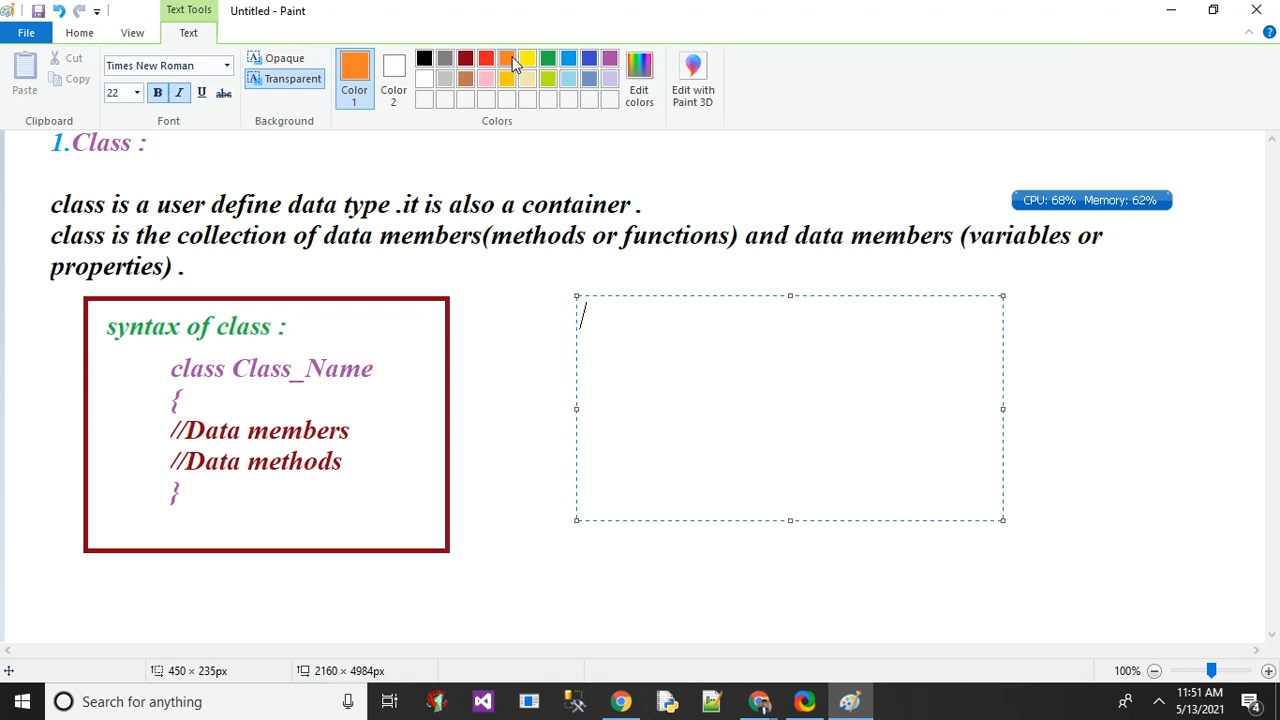 Text Tools
Untitled - Paint
File
Home
View
Text
Paste
Cut
Copy
Clipboard
Times New Roman
22
B
I
U
abc
Font
Opaque
Transparent
Background
Color 1
Color 2
Edit colors
Colors
Edit with Paint 3D
1.Class :
CPU: 68% Memory: 62%
class is a user define data type .it is also a container .
class is the collection of data members(methods or functions) and data members (variables or
properties) .
syntax of class :
class Class_Name
{
//Data members
//Data methods
}
450 × 235px
2160 × 4984px
100%
Search for anything
11:51 AM
5/13/2021
4